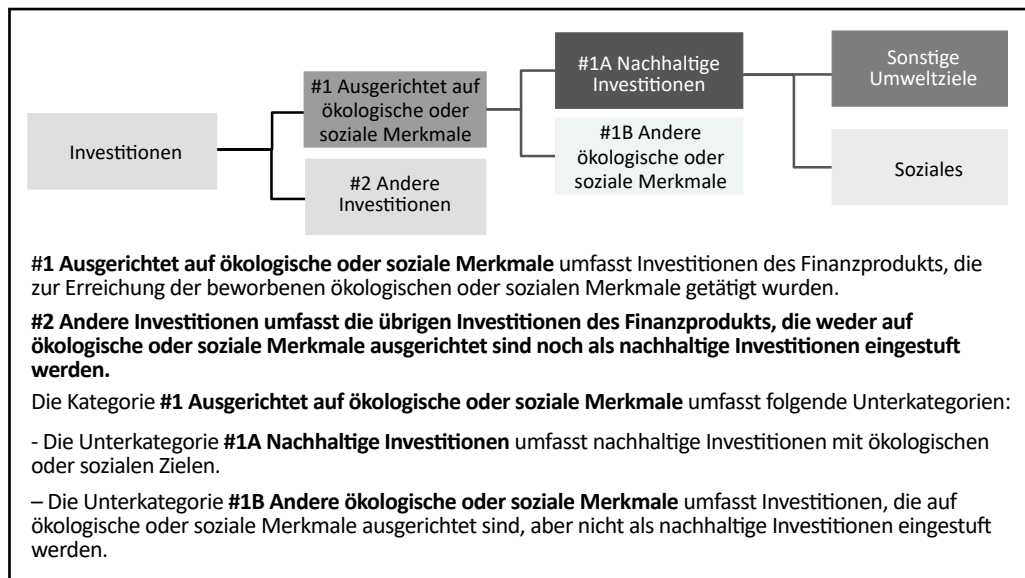 #1A Nachhaltige
Investitionen
Sonstige
Umweltziele
#1 Ausgerichtet auf
ökologische oder
soziale Merkmale
Investitionen
#1B Andere
ökologische oder
soziale Merkmale
#2 Andere
Investitionen
Soziales
#1 Ausgerichtet auf ökologische oder soziale Merkmale umfasst Investitionen des Finanzprodukts, die
zur Erreichung der beworbenen ökologischen oder sozialen Merkmale getätigt wurden.
#2 Andere Investitionen umfasst die übrigen Investitionen des Finanzprodukts, die weder auf
ökologische oder soziale Merkmale ausgerichtet sind noch als nachhaltige Investitionen eingestuft
werden.
Die Kategorie #1 Ausgerichtet auf ökologische oder soziale Merkmale umfasst folgende Unterkategorien:
- Die Unterkategorie #1A Nachhaltige Investitionen umfasst nachhaltige Investitionen mit ökologischen
oder sozialen Zielen.
– Die Unterkategorie #1B Andere ökologische oder soziale Merkmale umfasst Investitionen, die auf
ökologische oder soziale Merkmale ausgerichtet sind, aber nicht als nachhaltige Investitionen eingestuft
werden.